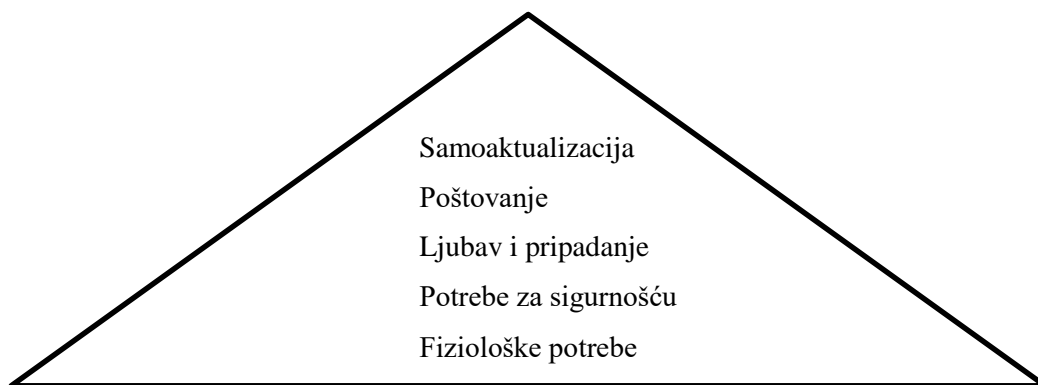 Samoaktualizacija
Poštovanje
Ljubav i pripadanje
Potrebe za sigurnošću
Fiziološke potrebe